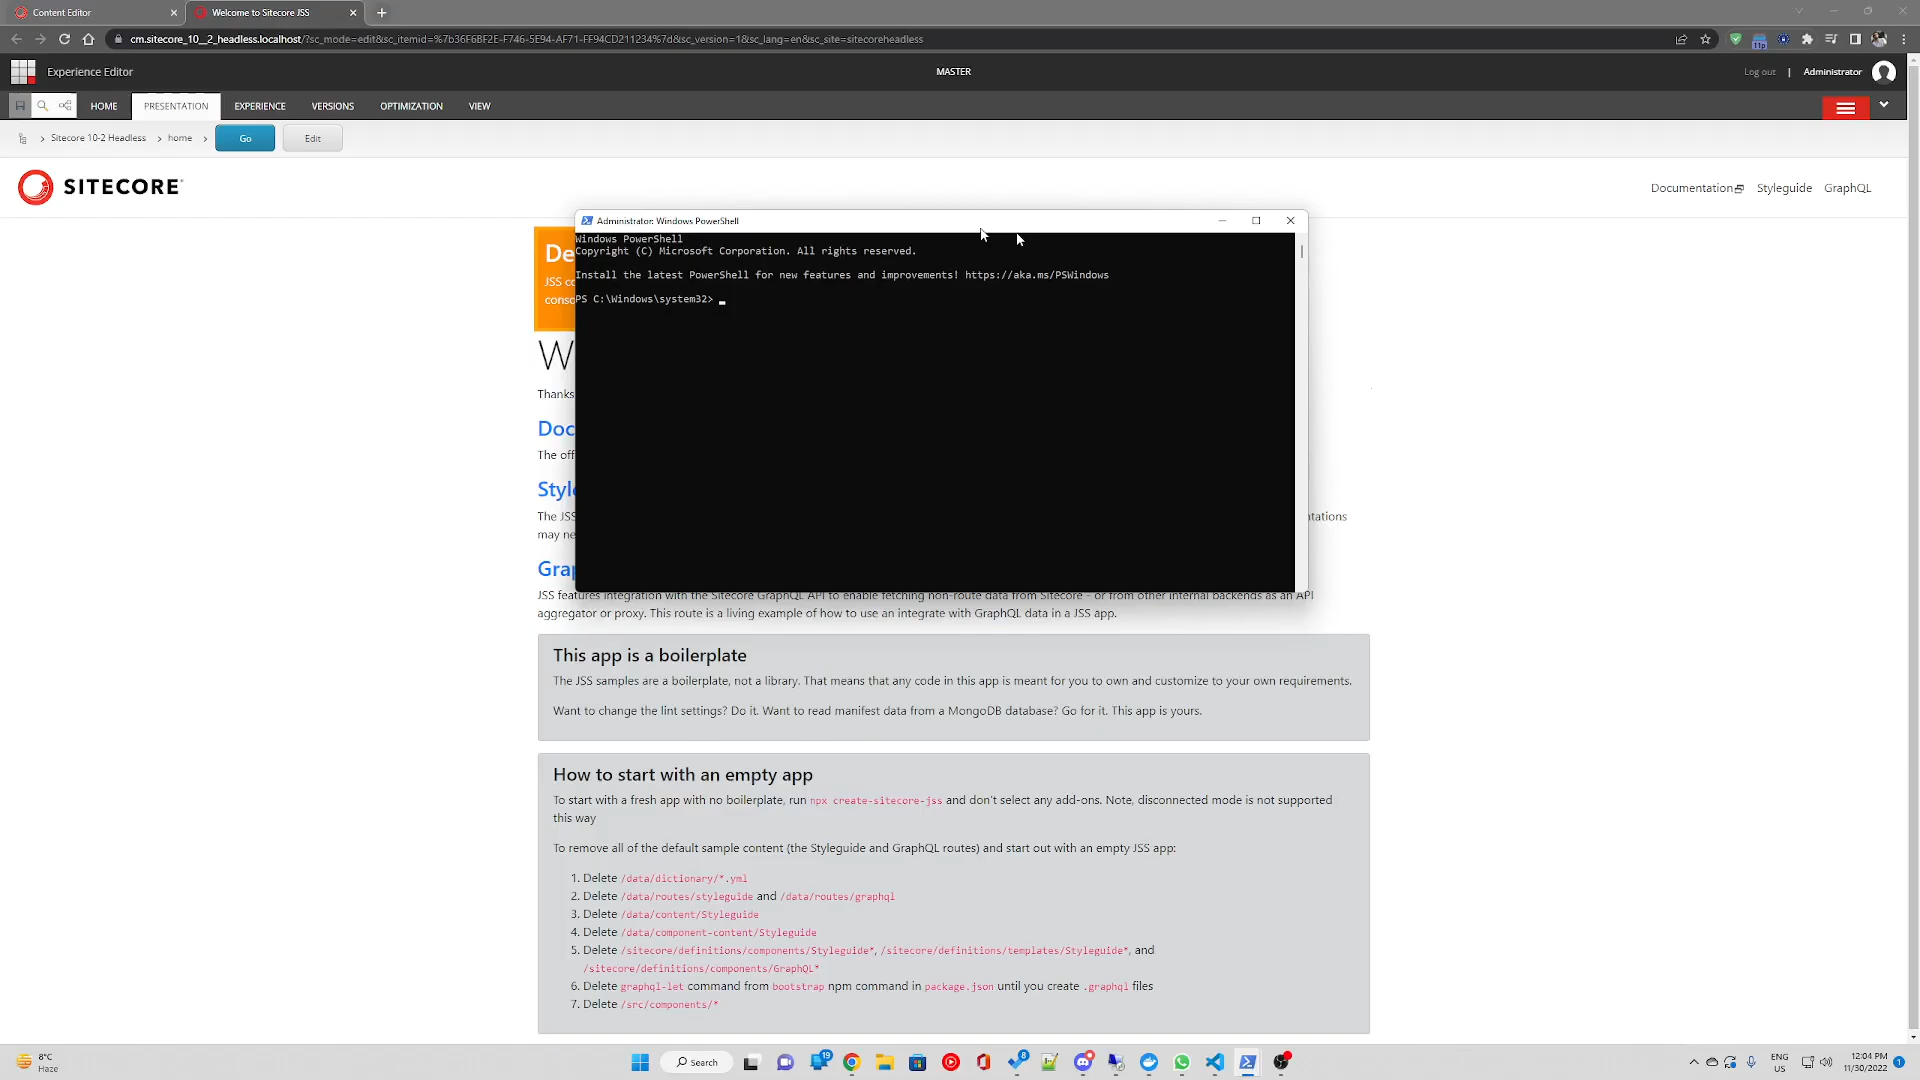 Content Editor
Welcome to Sitecore JSS
cm.sitecore_10__2_headless.localhost/?sc_mode=edit&sc_itemid=%7b36F6BF2E-F746-5E94-AF71-FF94CD211234%7d&sc_version=1&sc_lang=en&sc_site=sitecoreheadless
11p
Experience Editor
MASTER
Log out | Administrator
HOME
PRESENTATION
EXPERIENCE
VERSIONS
OPTIMIZATION
VIEW
Sitecore 10-2 Headless
home
Go
Edit
SITECORE
Documentation
Styleguide
GraphQL
Administrator: Windows PowerShell
Windows PowerShell
Copyright (C) Microsoft Corporation. All rights reserved.
Install the latest PowerShell for new features and improvements! https://aka.ms/PSWindows
PS C:\Windows\system32>
De
JSS co
conso
W
Thanks
Doc
The off
Style
The JSS
ntations
may ne
Grap
JSS features integration with the Sitecore GraphQL API to enable fetching non-route data from Sitecore - or from other internal backends as an API
aggregator or proxy. This route is a living example of how to use an integrate with GraphQL data in a JSS app.
This app is a boilerplate
The JSS samples are a boilerplate, not a library. That means that any code in this app is meant for you to own and customize to your own requirements.
Want to change the lint settings? Do it. Want to read manifest data from a MongoDB database? Go for it. This app is yours.
How to start with an empty app
To start with a fresh app with no boilerplate, run npx create-sitecore-jss and don't select any add-ons. Note, disconnected mode is not supported
this way
To remove all of the default sample content (the Styleguide and GraphQL routes) and start out with an empty JSS app:
1. Delete /data/dictionary/*.yml
2. Delete /data/routes/styleguide and /data/routes/graphql
3. Delete /data/content/Styleguide
4. Delete /data/component-content/Styleguide
5. Delete /sitecore/definitions/components/Styleguide*, /sitecore/definitions/templates/Styleguide*, and
/sitecore/definitions/components/GraphQL*
6. Delete graphql-let command from bootstrap npm command in package.json until you create .graphql files
7. Delete /src/components/*
8°C
Haze
Search
19
8
ENG
US
12:04 PM
11/30/2022
1